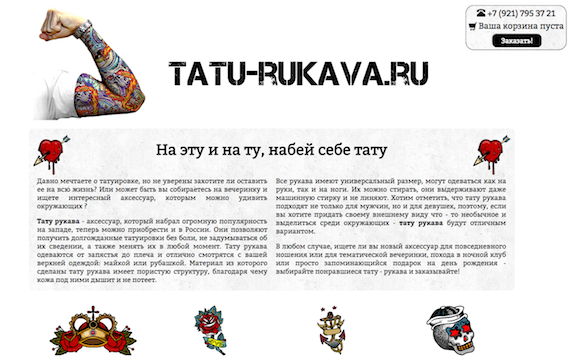 +7 (921) 795 37 21
Ваша корзина пуста
Заказать!
TATU-RUKAVA.RU
На эту и на ту, набей себе тату
Давно мечтаете о татуировке, но не уверены захотите ли оставить
ее на всю жизнь? Или может быть вы собираетесь на вечеринку и
ищете интересный аксессуар, которым можно удивить
окружающих ?
Тату рукава - аксессуар, который набрал огромную популярность
на западе, теперь можно приобрести и в России. Они позволяют
получить долгожданные татуировки без боли, не задумываться об
их сведении, а также менять их в любой момент. Тату рукава
одеваются от запястья до плеча и отлично смотрятся с вашей
верхней одеждой: майкой или рубашкой. Материал из которого
сделаны тату рукава имеет пористую структуру, благодаря чему
кожа под ними дышит и не потеет.
Все рукава имеют универсальный размер, могут одеваться как на
руки, так и на ноги. Их можно стирать, они выдерживают даже
машинную стирку и не линяют. Хотим отметить, что тату рукава
подходят не только для мужчин, но и для девушек, поэтому, если
вы хотите придать своему внешнему виду что - то необычное и
выделиться среди окружающих - тату рукава будут отличным
вариантом.
В любом случае, ищете ли вы новый аксессуар для повседневного
ношения или для тематической вечеринки, похода в ночной клуб
или просто запоминающийся подарок на день рождения -
выбирайте понравившиеся тату - рукава и заказывайте!